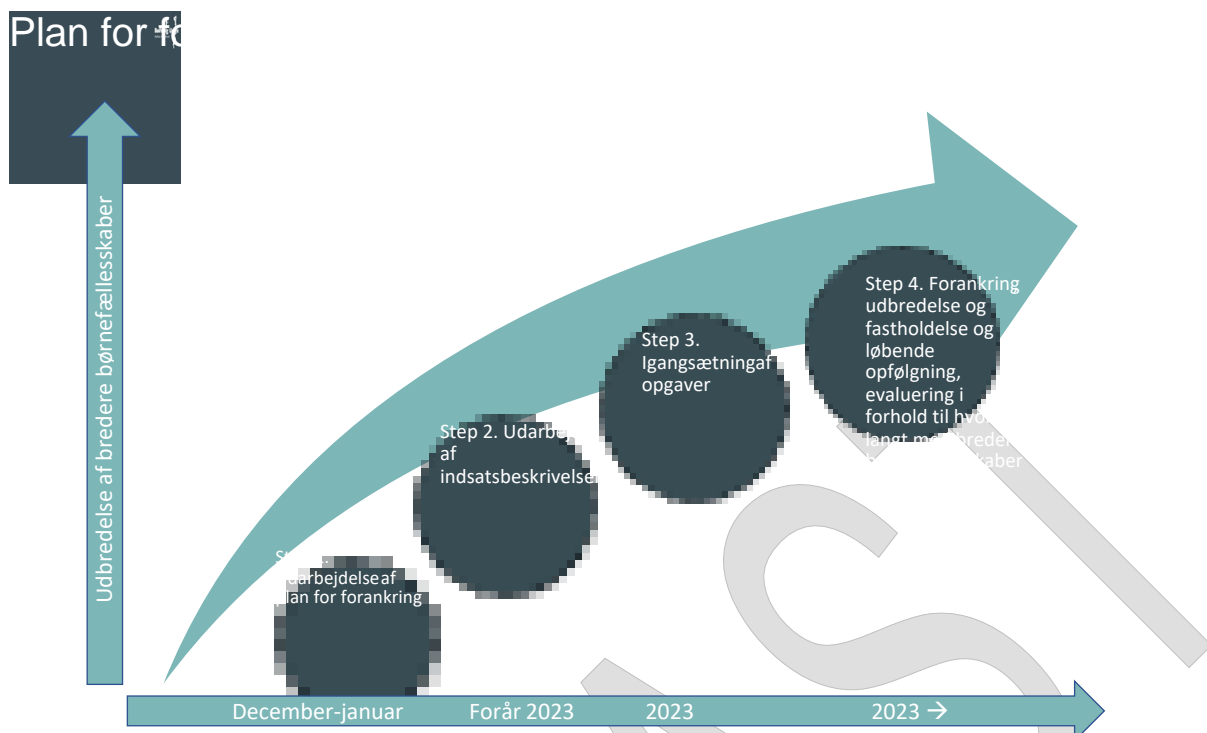 Plan for
Udbredelse af bredere børnefællesskaber
Step 4. Forankring
udbredelse og
fastholdelse og
løbende
opfølgning,
evaluering i
forhold til
langt
Step 3.
Igangsætningaf
opgaver
Step 2.
af
indsatsbeskrivelse
plan for forankring
December-januar
Forår 2023
2023
2023 →